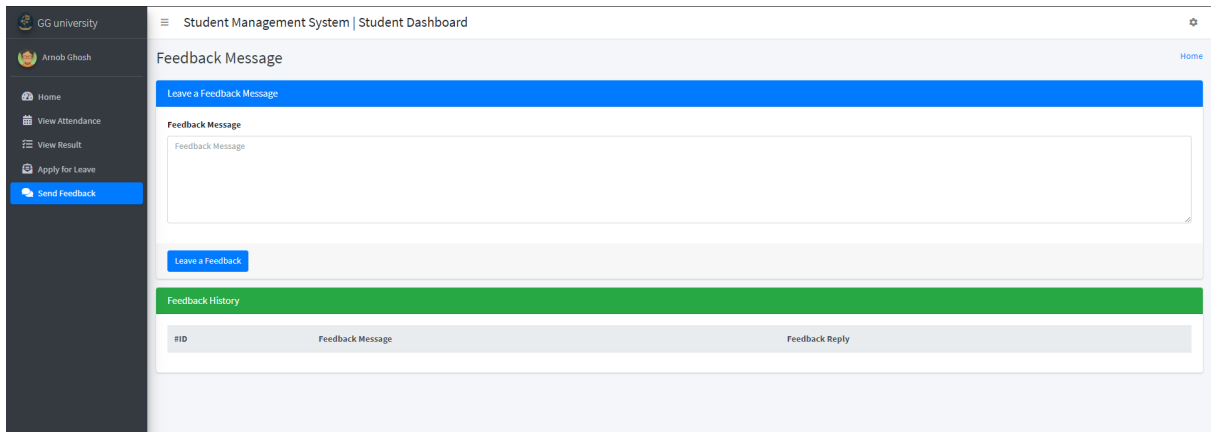 GG university
Student Management System | Student Dashboard
Arnob Ghosh
Home
View Attendance
View Result
Apply for Leave
Send Feedback
Feedback Message
Home
Leave a Feedback Message
Feedback Message
Feedback Message
Leave a Feedback
Feedback History
#ID Feedback Message Feedback Reply